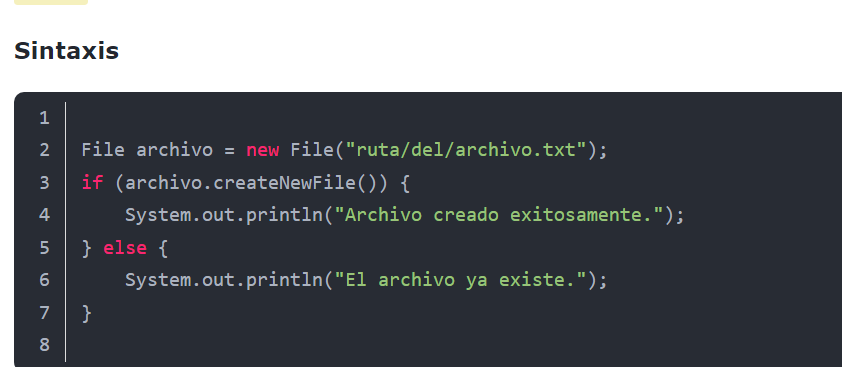 Sintaxis
1
2 File archivo = new File("ruta/del/archivo.txt");
3 if (archivo.createNewFile()) {
4     System.out.println("Archivo creado exitosamente.");
5 } else {
6     System.out.println("El archivo ya existe.");
7 }
8